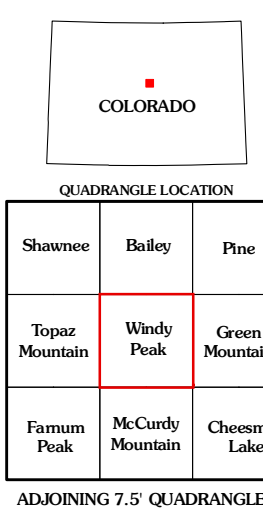 COLORADO
QUADRANGLE LOCATION
Shawnee Bailey Pine
Topaz Mountain Windy Peak Green Mountai
Farnum Peak McCurdy Mountain Cheesm Lake
ADJOINING 7.5' QUADRANGLE